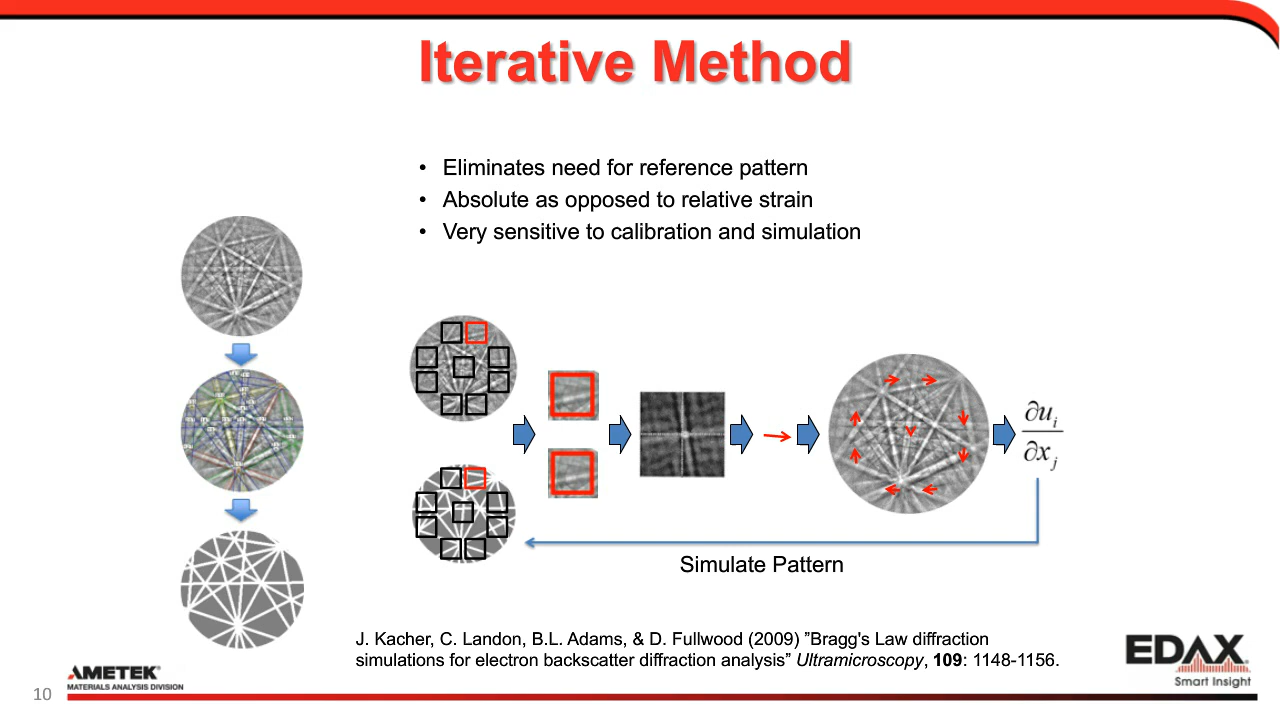 Iterative Method
• Eliminates need for reference pattern
• Absolute as opposed to relative strain
• Very sensitive to calibration and simulation
∂uᵢ
∂xⱼ
Simulate Pattern
J. Kacher, C. Landon, B.L. Adams, & D. Fullwood (2009) ”Bragg's Law diffraction
simulations for electron backscatter diffraction analysis” Ultramicroscopy, 109: 1148-1156.
AMETEK®
MATERIALS ANALYSIS DIVISION
10
EDAX®
Smart Insight